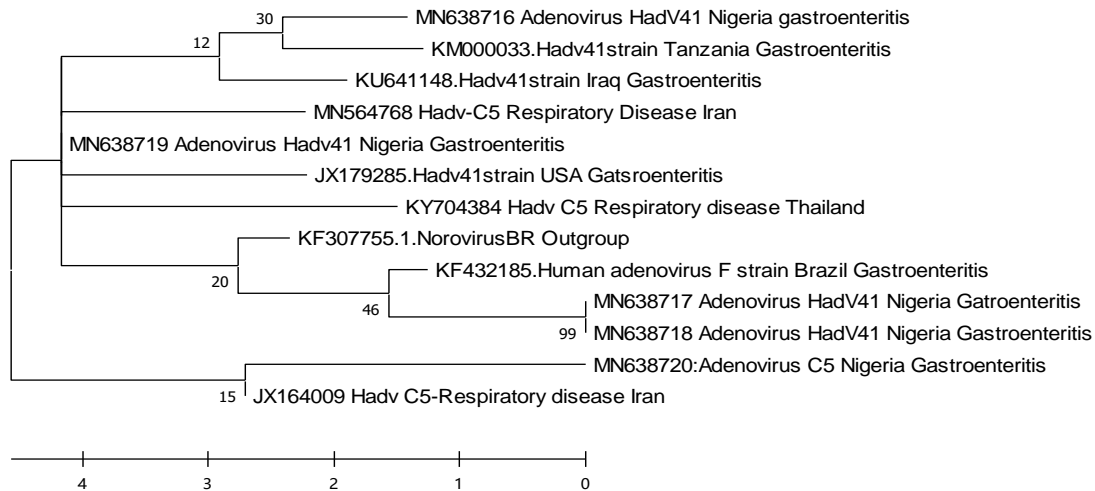 MN638716 Adenovirus HadV41 Nigeria gastroenteritis
30
KM000033.Hadv41strain Tanzania Gastroenteritis
12
KU641148.Hadv41strain Iraq Gastroenteritis
MN564768 Hadv-C5 Respiratory Disease Iran
MN638719 Adenovirus Hadv41 Nigeria Gastroenteritis
JX179285.Hadv41strain USA Gatsroenteritis
KY704384 Hadv C5 Respiratory disease Thailand
KF307755.1.NorovirusBR Outgroup
20
KF432185.Human adenovirus F strain Brazil Gastroenteritis
46
MN638717 Adenovirus HadV41 Nigeria Gatroenteritis
99
MN638718 Adenovirus HadV41 Nigeria Gastroenteritis
MN638720:Adenovirus C5 Nigeria Gastroenteritis
15
JX164009 Hadv C5-Respiratory disease Iran
4 3 2 1 0